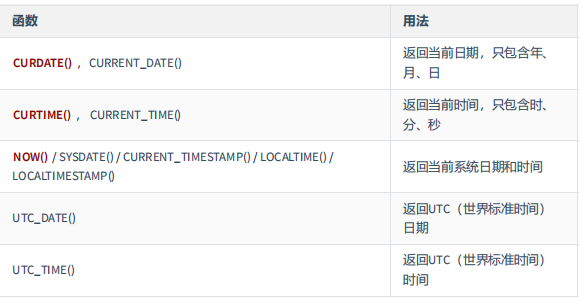 函数 用法
CURDATE() ，CURRENT_DATE() 返回当前日期，只包含年、
月、日
CURTIME() ， CURRENT_TIME() 返回当前时间，只包含时、
分、秒
NOW() / SYSDATE() / CURRENT_TIMESTAMP() / LOCALTIME() /
LOCALTIMESTAMP() 返回当前系统日期和时间
UTC_DATE() 返回UTC（世界标准时间）
日期
UTC_TIME() 返回UTC（世界标准时间）
时间